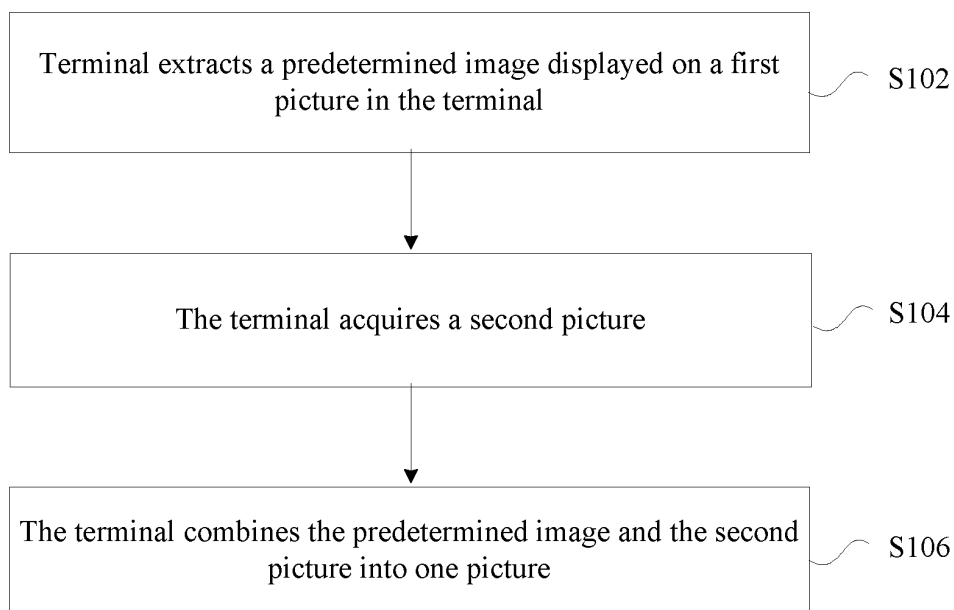 Terminal extracts a predetermined image displayed on a first
picture in the terminal
S102
The terminal acquires a second picture
S104
The terminal combines the predetermined image and the second
picture into one picture
S106